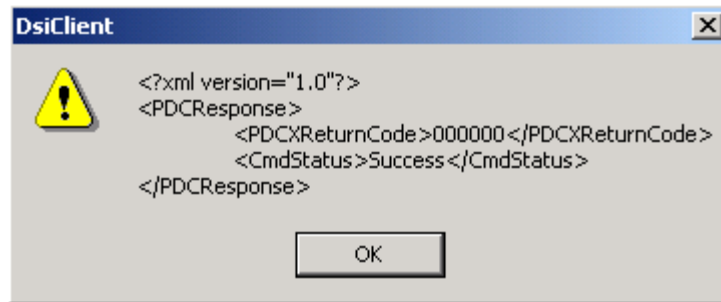 DsiClient
<?xml version="1.0"?>
<PDCResponse>
<PDCXReturnCode>000000</PDCXReturnCode>
<CmdStatus>Success</CmdStatus>
</PDCResponse>
OK